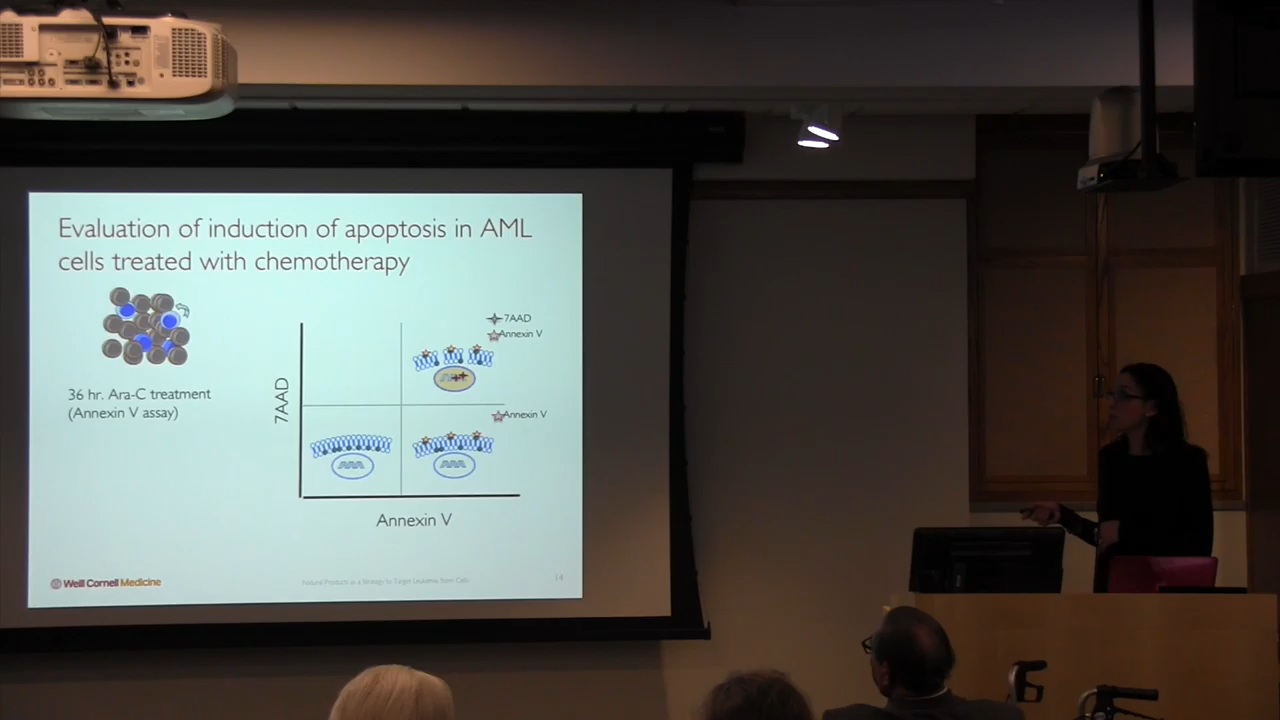 Evaluation of induction of apoptosis in AML
cells treated with chemotherapy
7AAD
Annexin V
36 hr. Ara-C treatment
(Annexin V assay)
7AAD
Annexin V
Annexin V
Weill Cornell Medicine
Natural Products as a Strategy to Target Leukemia Stem Cells
14